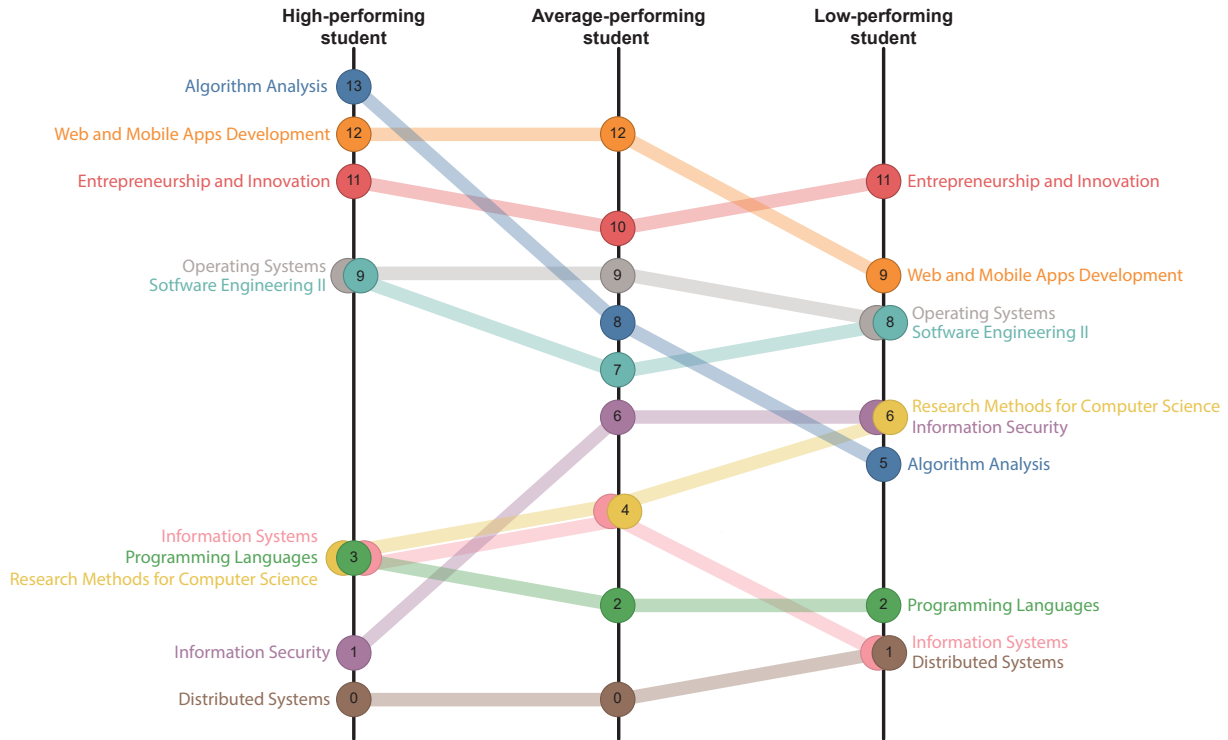 High-performing
student
Average-performing
student
Low-performing
student
Algorithm Analysis
13
Web and Mobile Apps Development
12
12
Entrepreneurship and Innovation
11
11
Entrepreneurship and Innovation
10
Operating Systems
Sotfware Engineering II
9
9
9
Web and Mobile Apps Development
8
Operating Systems
Sotfware Engineering II
8
7
6
Research Methods for Computer Science
Information Security
6
5
Algorithm Analysis
4
Information Systems
Programming Languages
Research Methods for Computer Science
3
2
2
Programming Languages
Information Security
1
Information Systems
Distributed Systems
1
Distributed Systems
0
0